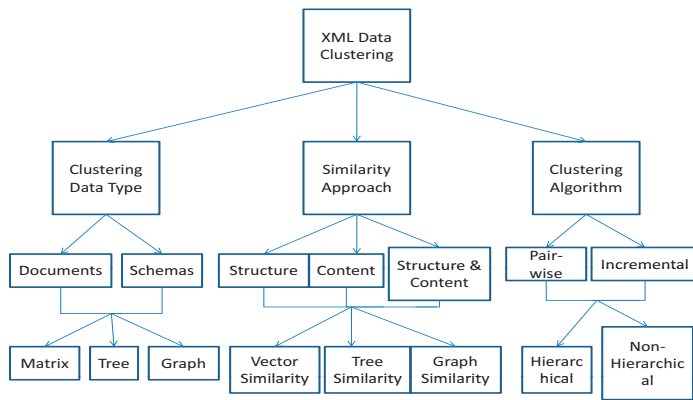 XML Data
Clustering
Clustering
Data Type
Similarity
Approach
Clustering
Algorithm
Documents
Schemas
Structure
Content
Structure &
Content
Pair-
wise
Incremental
Matrix
Tree
Graph
Vector
Similarity
Tree
Similarity
Graph
Similarity
Hierarc
hical
Non-
Hierarchic
al